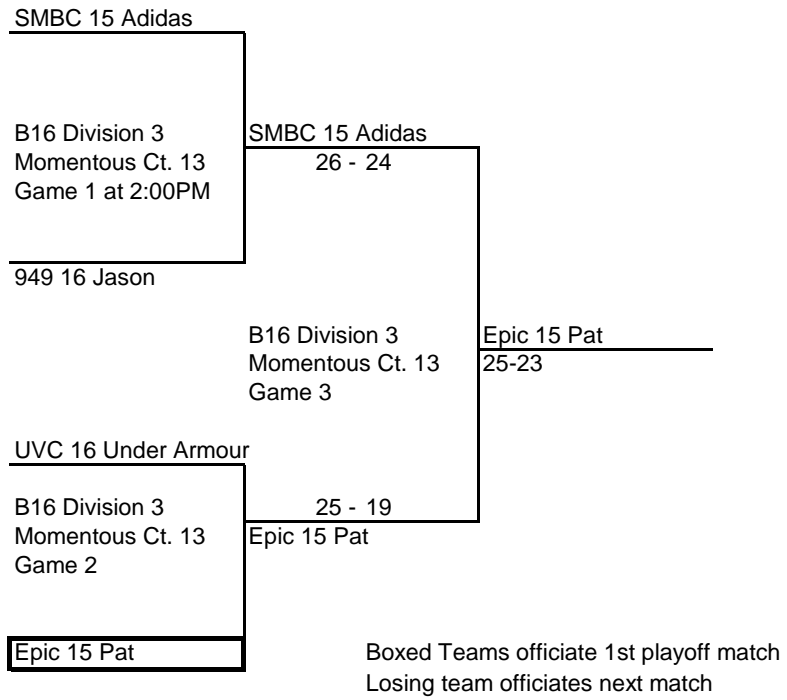 SMBC 15 Adidas
B16 Division 3
Momentous Ct. 13
Game 1 at 2:00PM
SMBC 15 Adidas
26 - 24
949 16 Jason
B16 Division 3
Momentous Ct. 13
Game 3
Epic 15 Pat
25-23
UVC 16 Under Armour
B16 Division 3
Momentous Ct. 13
Game 2
25 - 19
Epic 15 Pat
Epic 15 Pat
Boxed Teams officiate 1st playoff match
Losing team officiates next match